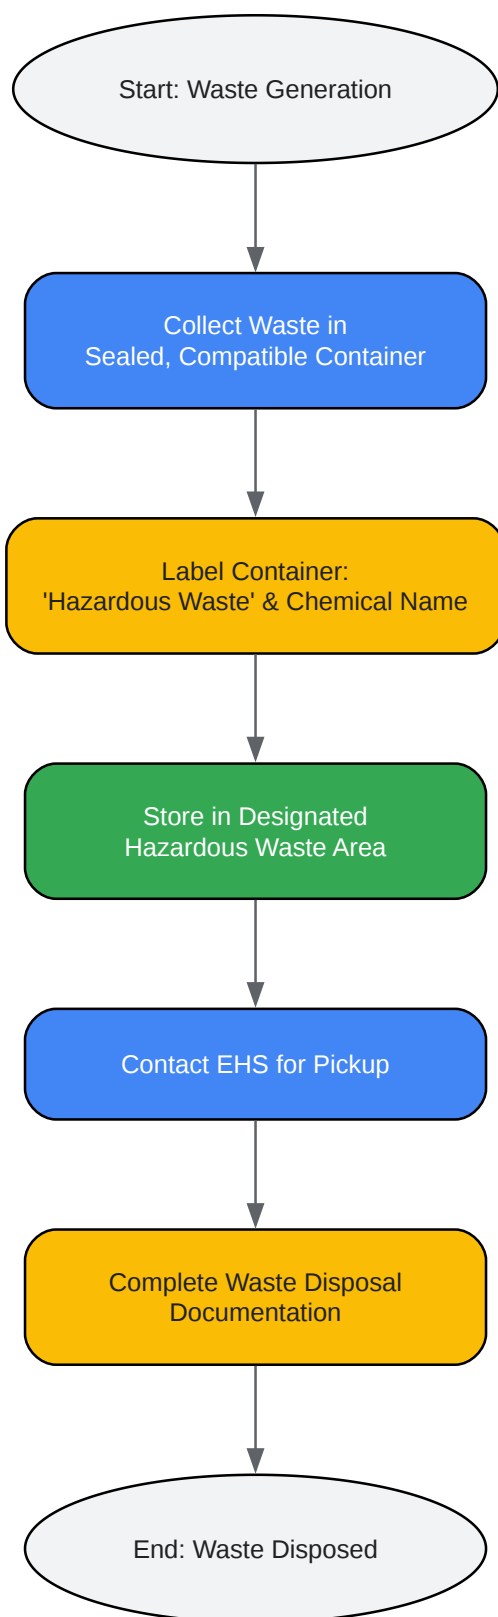 Start: Waste Generation
Collect Waste in
Sealed, Compatible Container
Label Container:
'Hazardous Waste' & Chemical Name
Store in Designated
Hazardous Waste Area
Contact EHS for Pickup
Complete Waste Disposal
Documentation
End: Waste Disposed